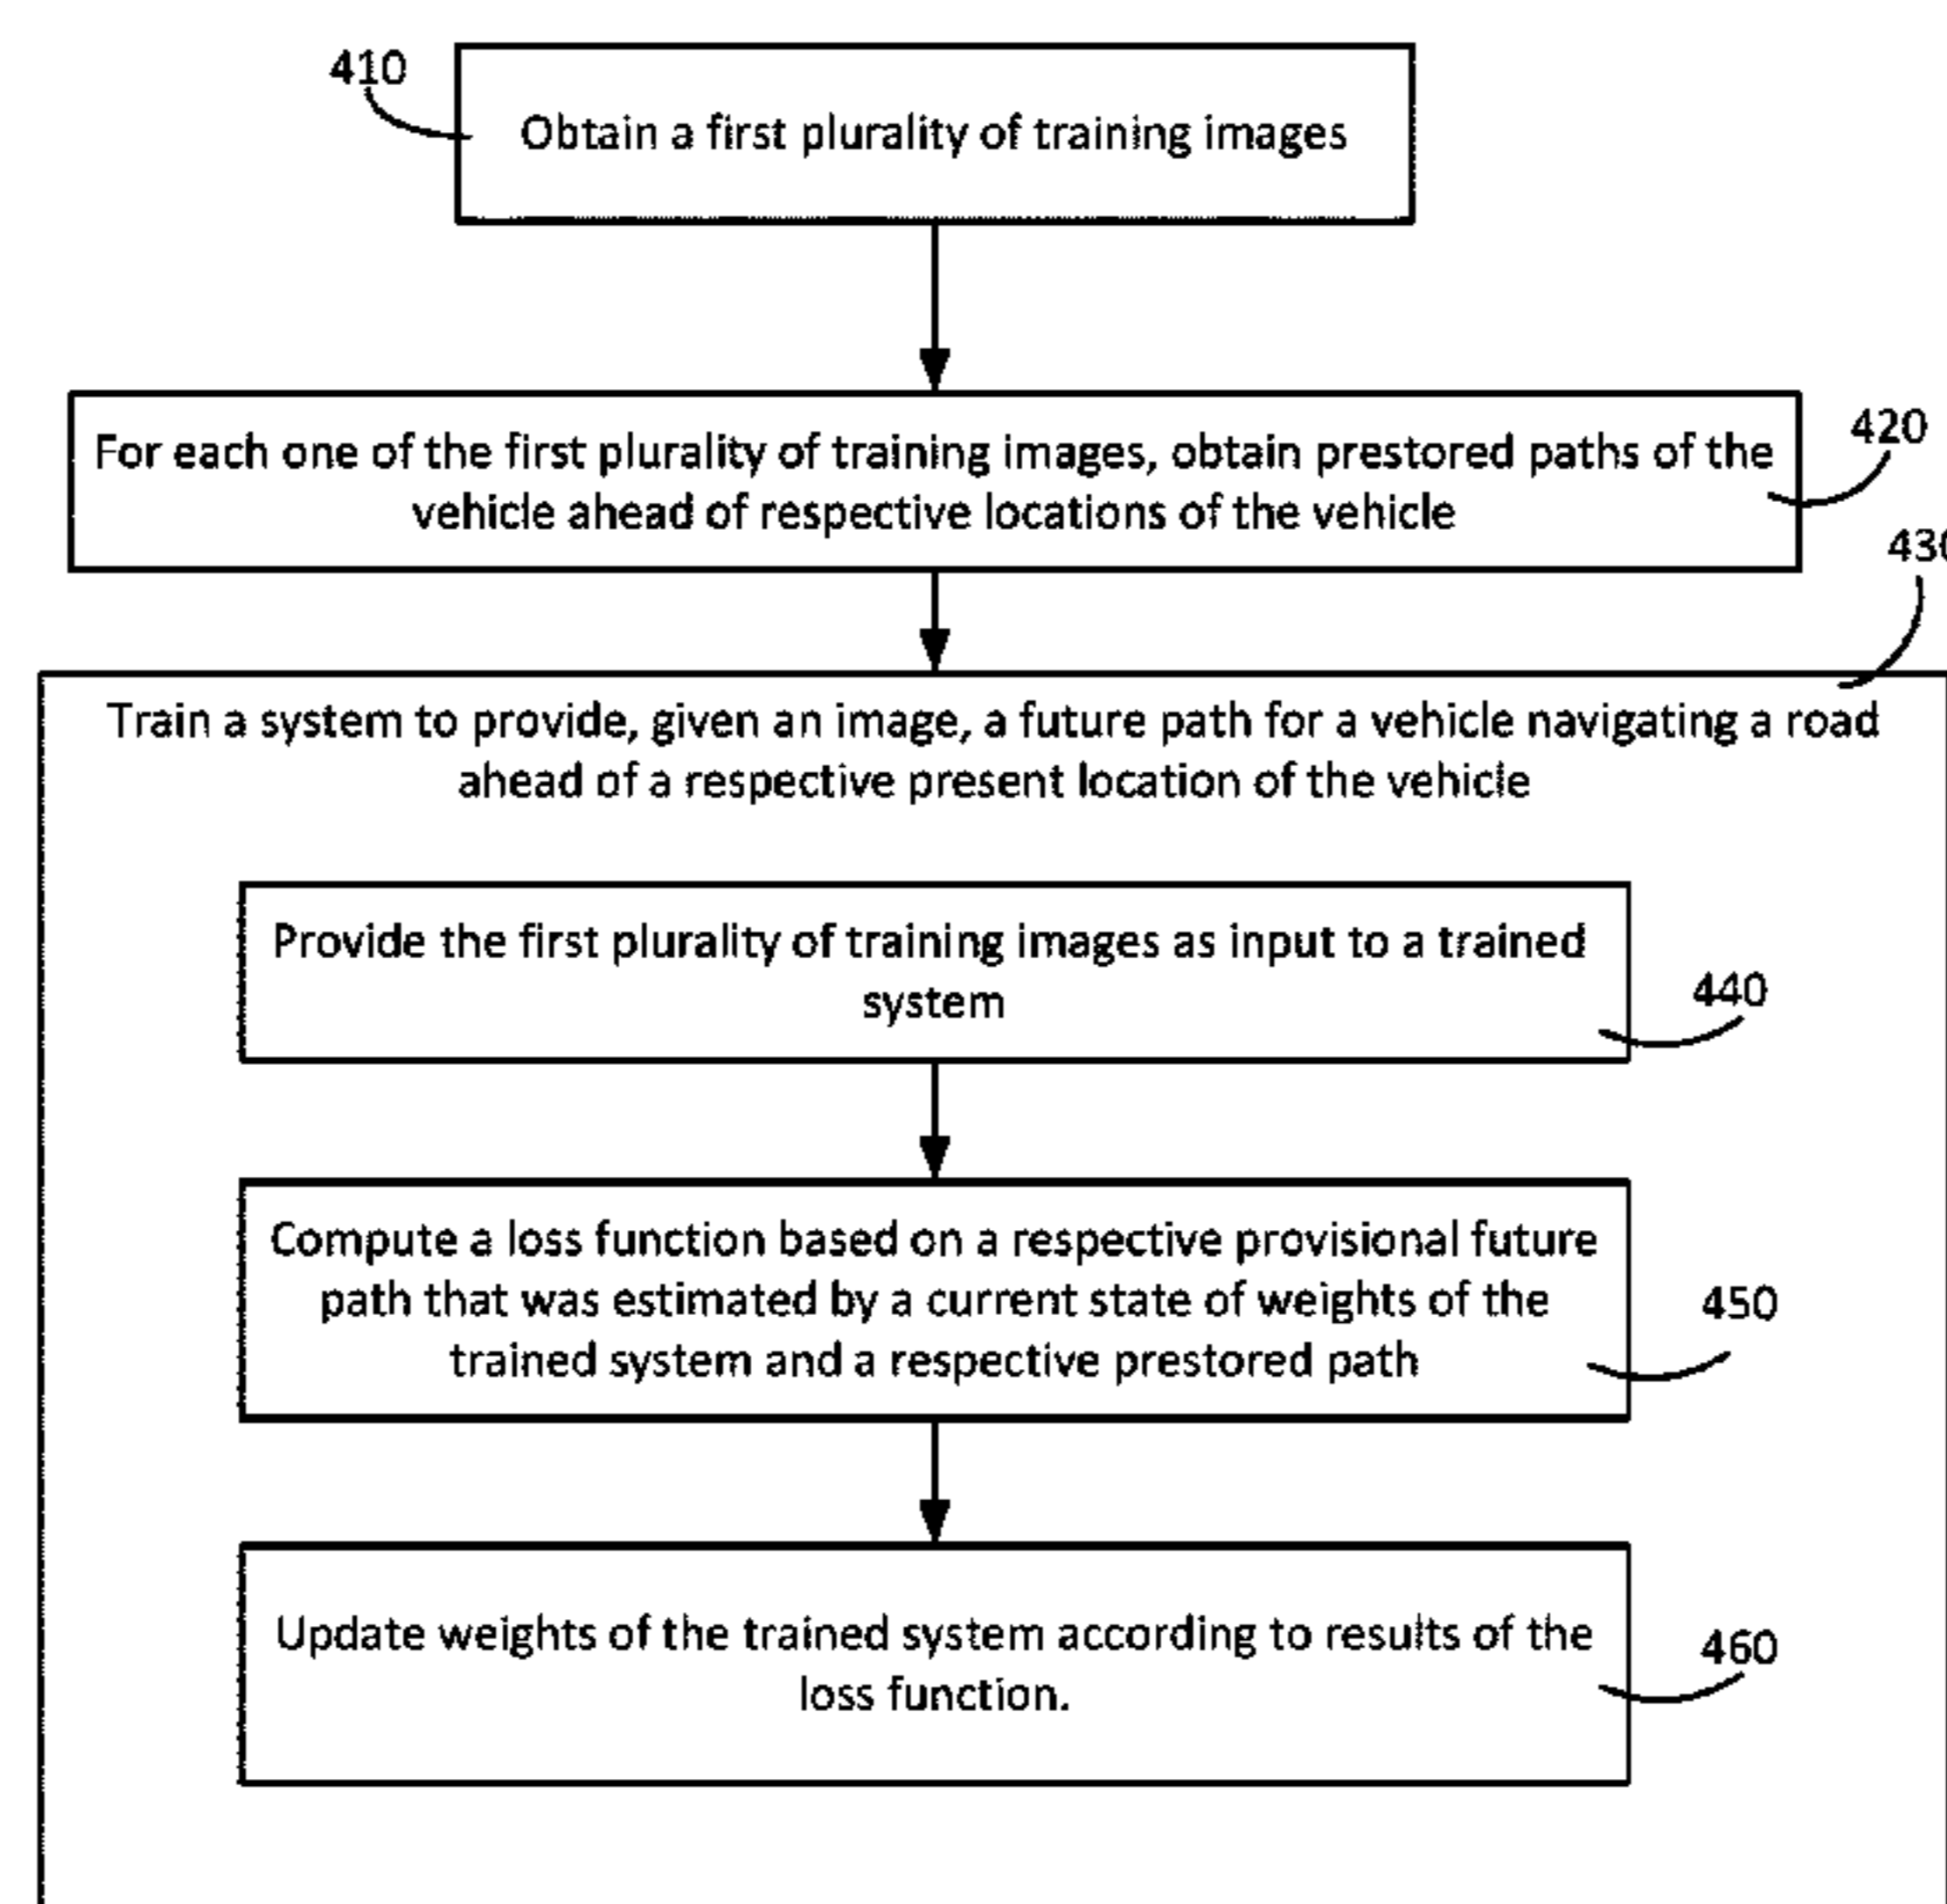 410
Obtain a first plurality of training images
420
For each one of the first plurality of training images, obtain prestored paths of the
vehicle ahead of respective locations of the vehicle
430
Train a system to provide, given an image, a future path for a vehicle navigating a road
ahead of a respective present location of the vehicle
Provide the first plurality of training images as input to a trained
system
440
Compute a loss function based on a respective provisional future
path that was estimated by a current state of weights of the
trained system and a respective prestored path
450
Update weights of the trained system according to results of the
loss function.
460